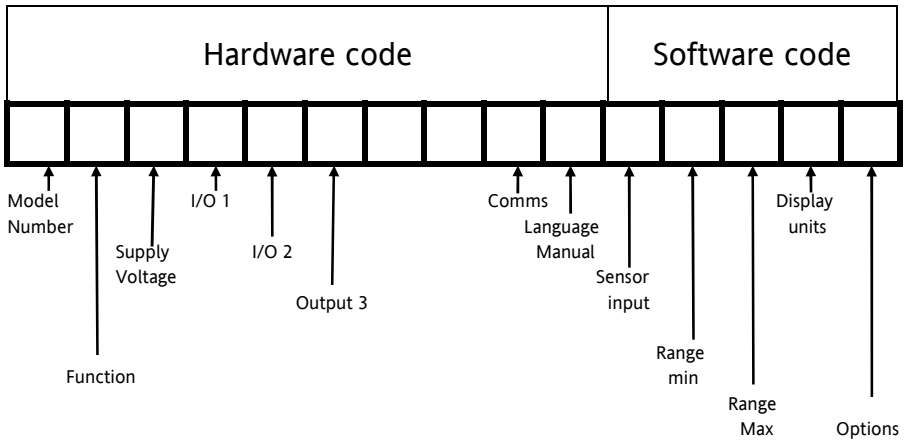 Hardware code
Software code
Model
Number
Function
Supply
Voltage
I/O 1
I/O 2
Output 3
Comms
Language
Manual
Sensor
input
Range
min
Range
Max
Display
units
Options